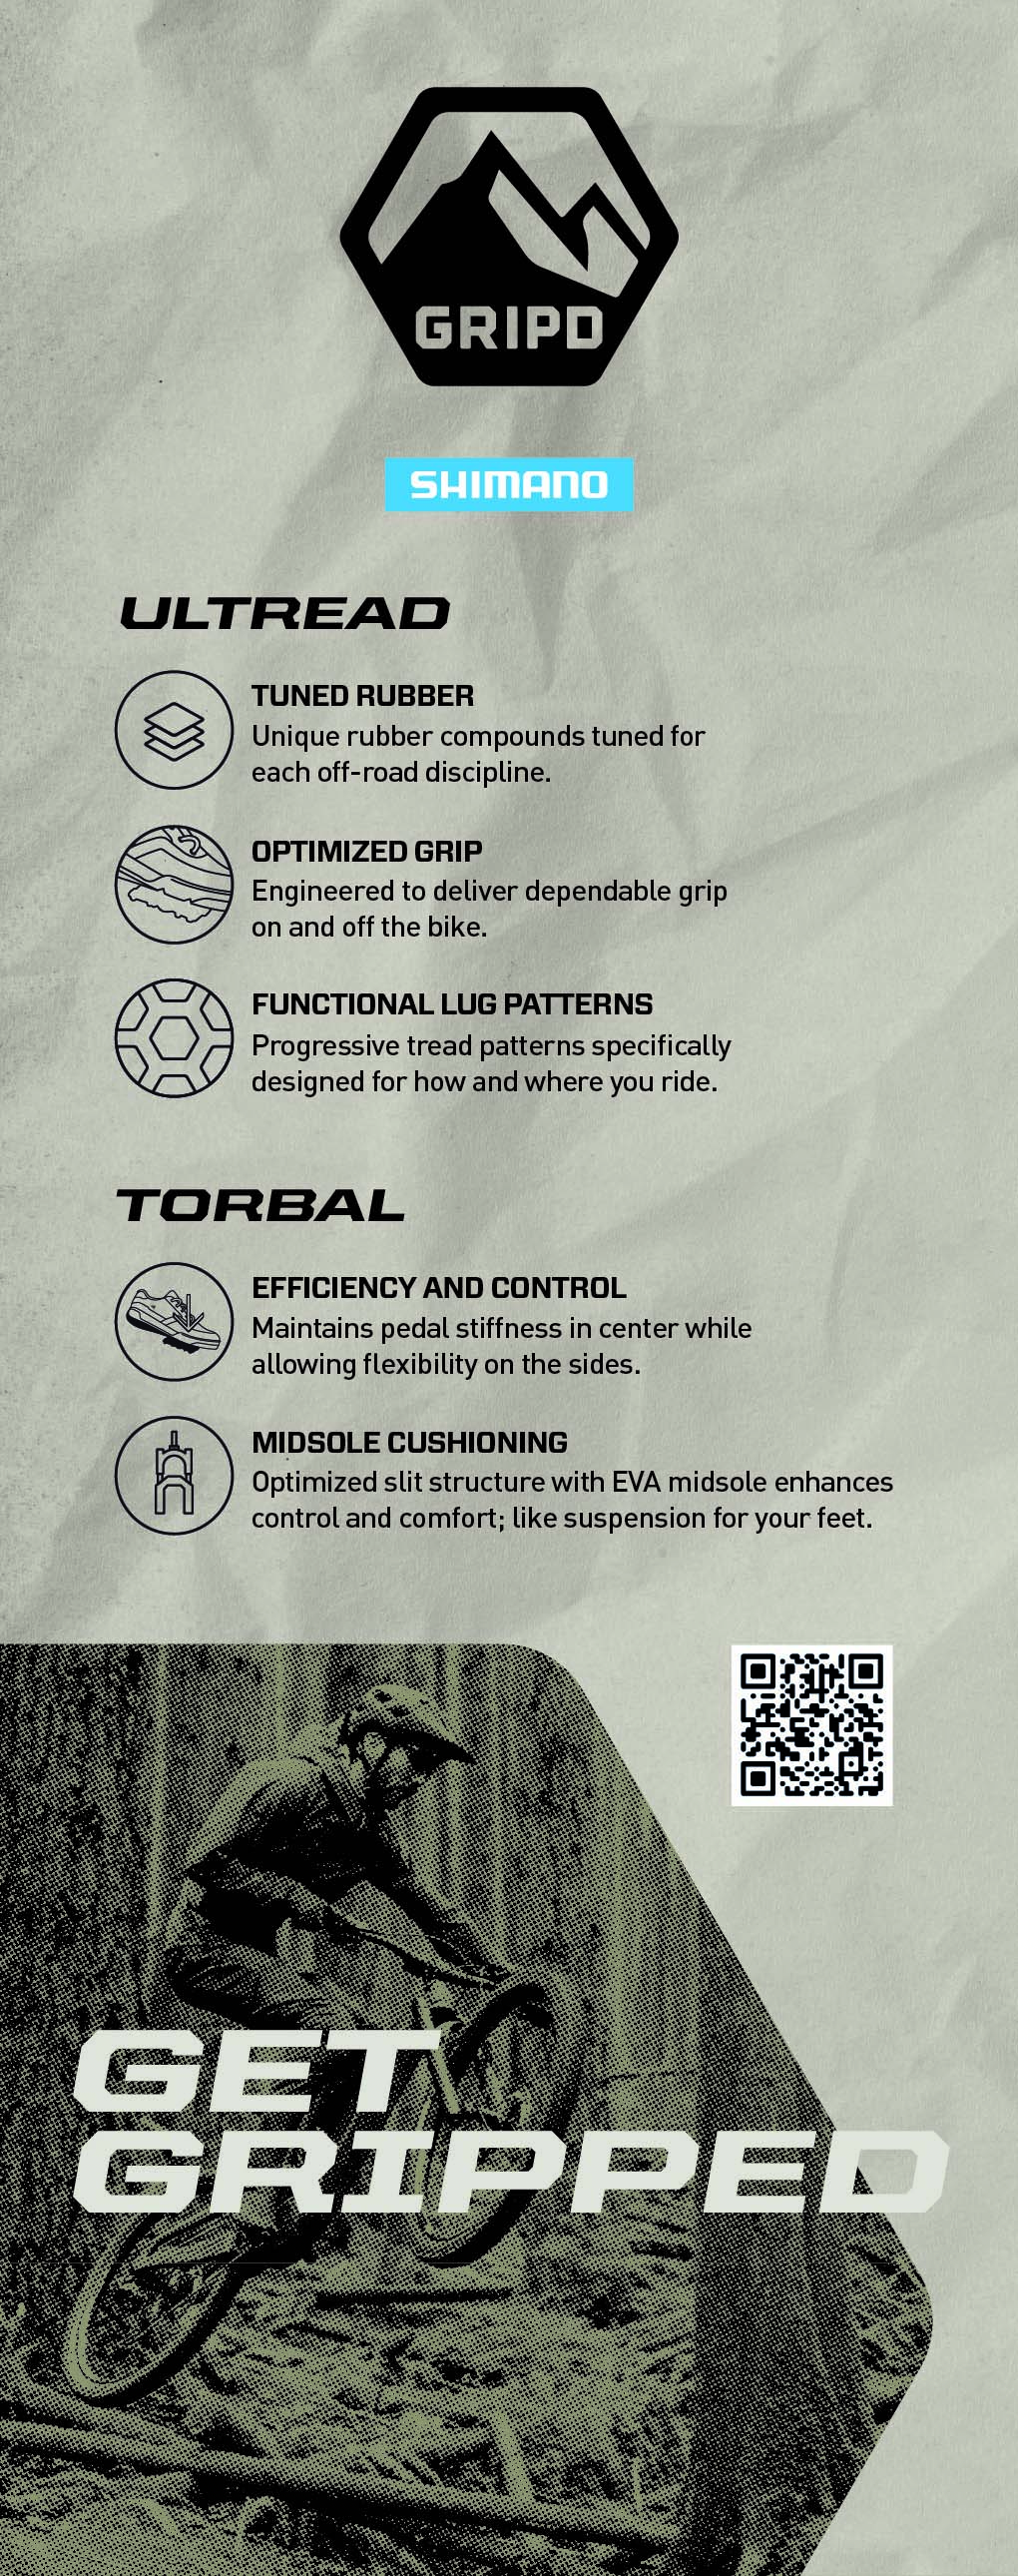 GRIPD
SHIMANO
ULTREAD
TUNED RUBBER
Unique rubber compounds tuned for
each off-road discipline.
OPTIMIZED GRIP
Engineered to deliver dependable grip
on and off the bike.
FUNCTIONAL LUG PATTERNS
Progressive tread patterns specifically
designed for how and where you ride.
TORBAL
EFFICIENCY AND CONTROL
Maintains pedal stiffness in center while
allowing flexibility on the sides.
MIDSOLE CUSHIONING
Optimized slit structure with EVA midsole enhances
control and comfort; like suspension for your feet.
GET
GRIPPED